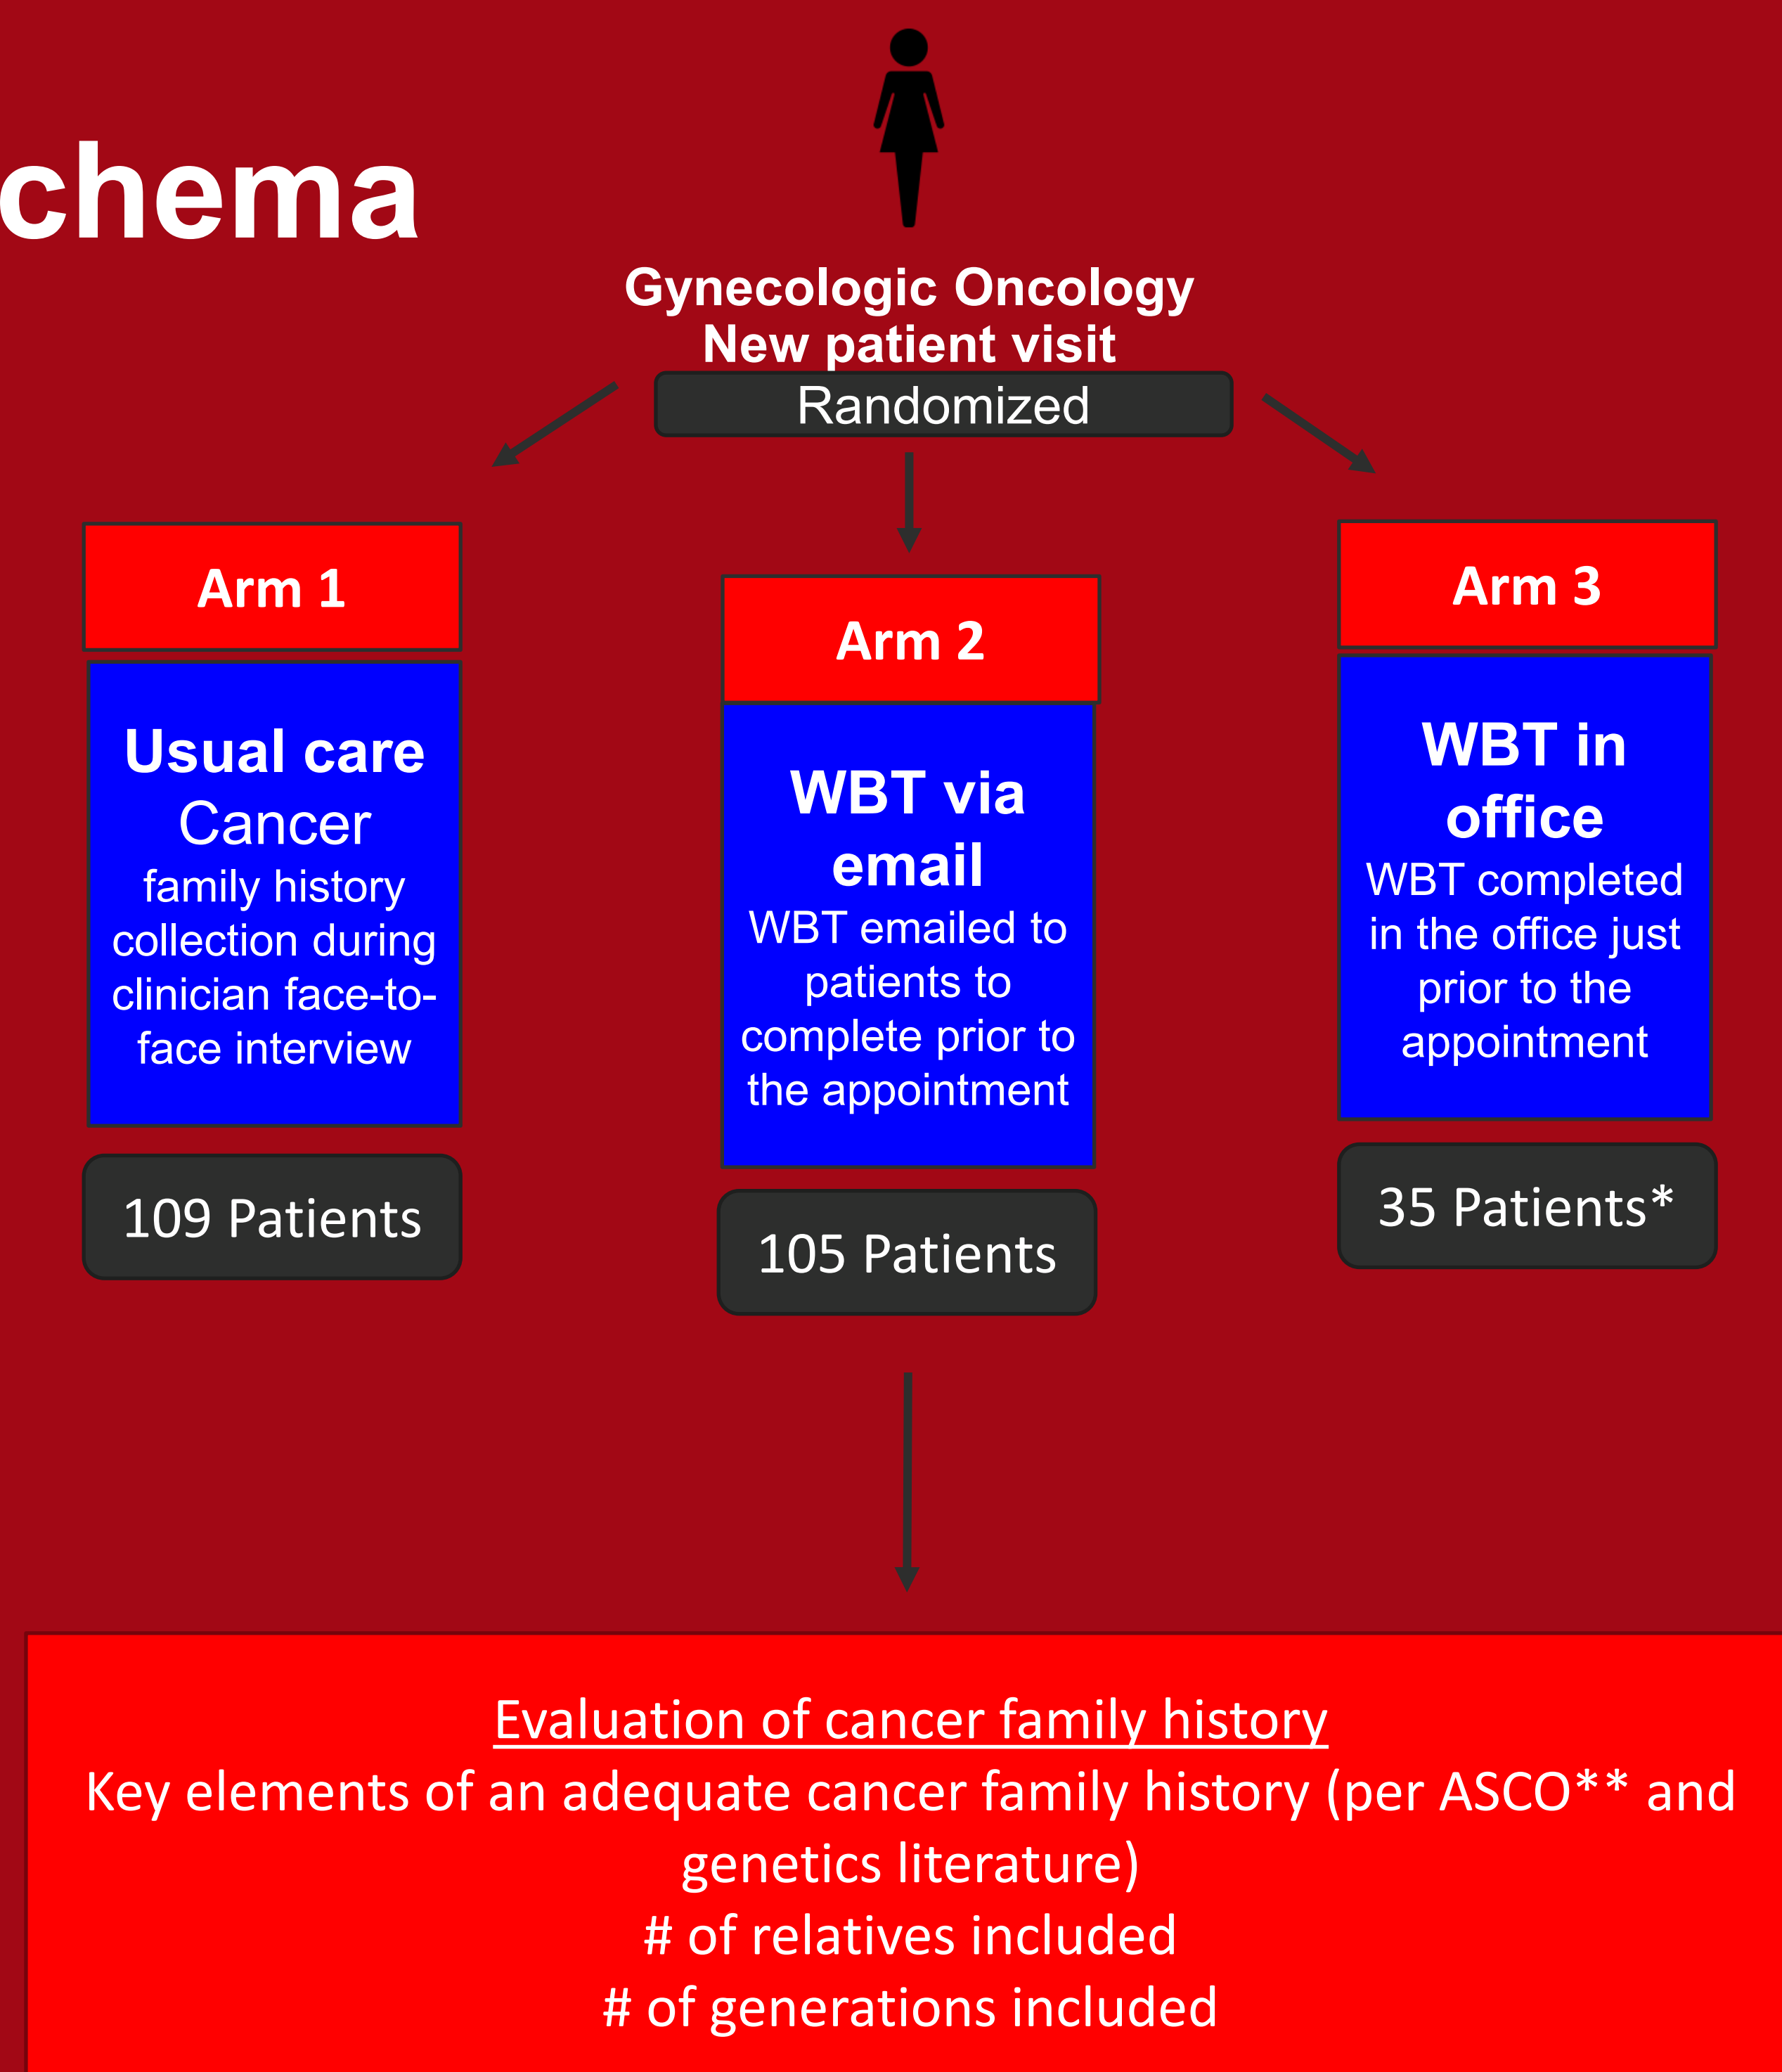 chema
Gynecologic Oncology
New patient visit
Randomized
Arm 1
Usual care
Cancer
family history
collection during
clinician face-to-
face interview
109 Patients
Arm 2
WBT via
email
WBT emailed to
patients to
complete prior to
the appointment
105 Patients
Arm 3
WBT in
office
WBT completed
in the office just
prior to the
appointment
35 Patients*
Evaluation of cancer family history
Key elements of an adequate cancer family history (per ASCO** and
genetics literature)
# of relatives included
# of generations included